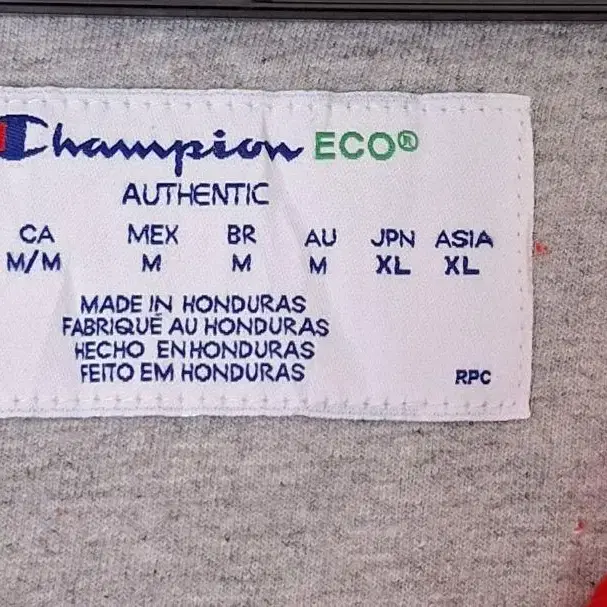 Champion ECO®
AUTHENTIC
CA MEX BR AU JPN ASIA
M/M M M M XL XL
MADE IN HONDURAS
FABRIQUÉ AU HONDURAS
HECHO EN HONDURAS
FEITO EM HONDURAS
RPC